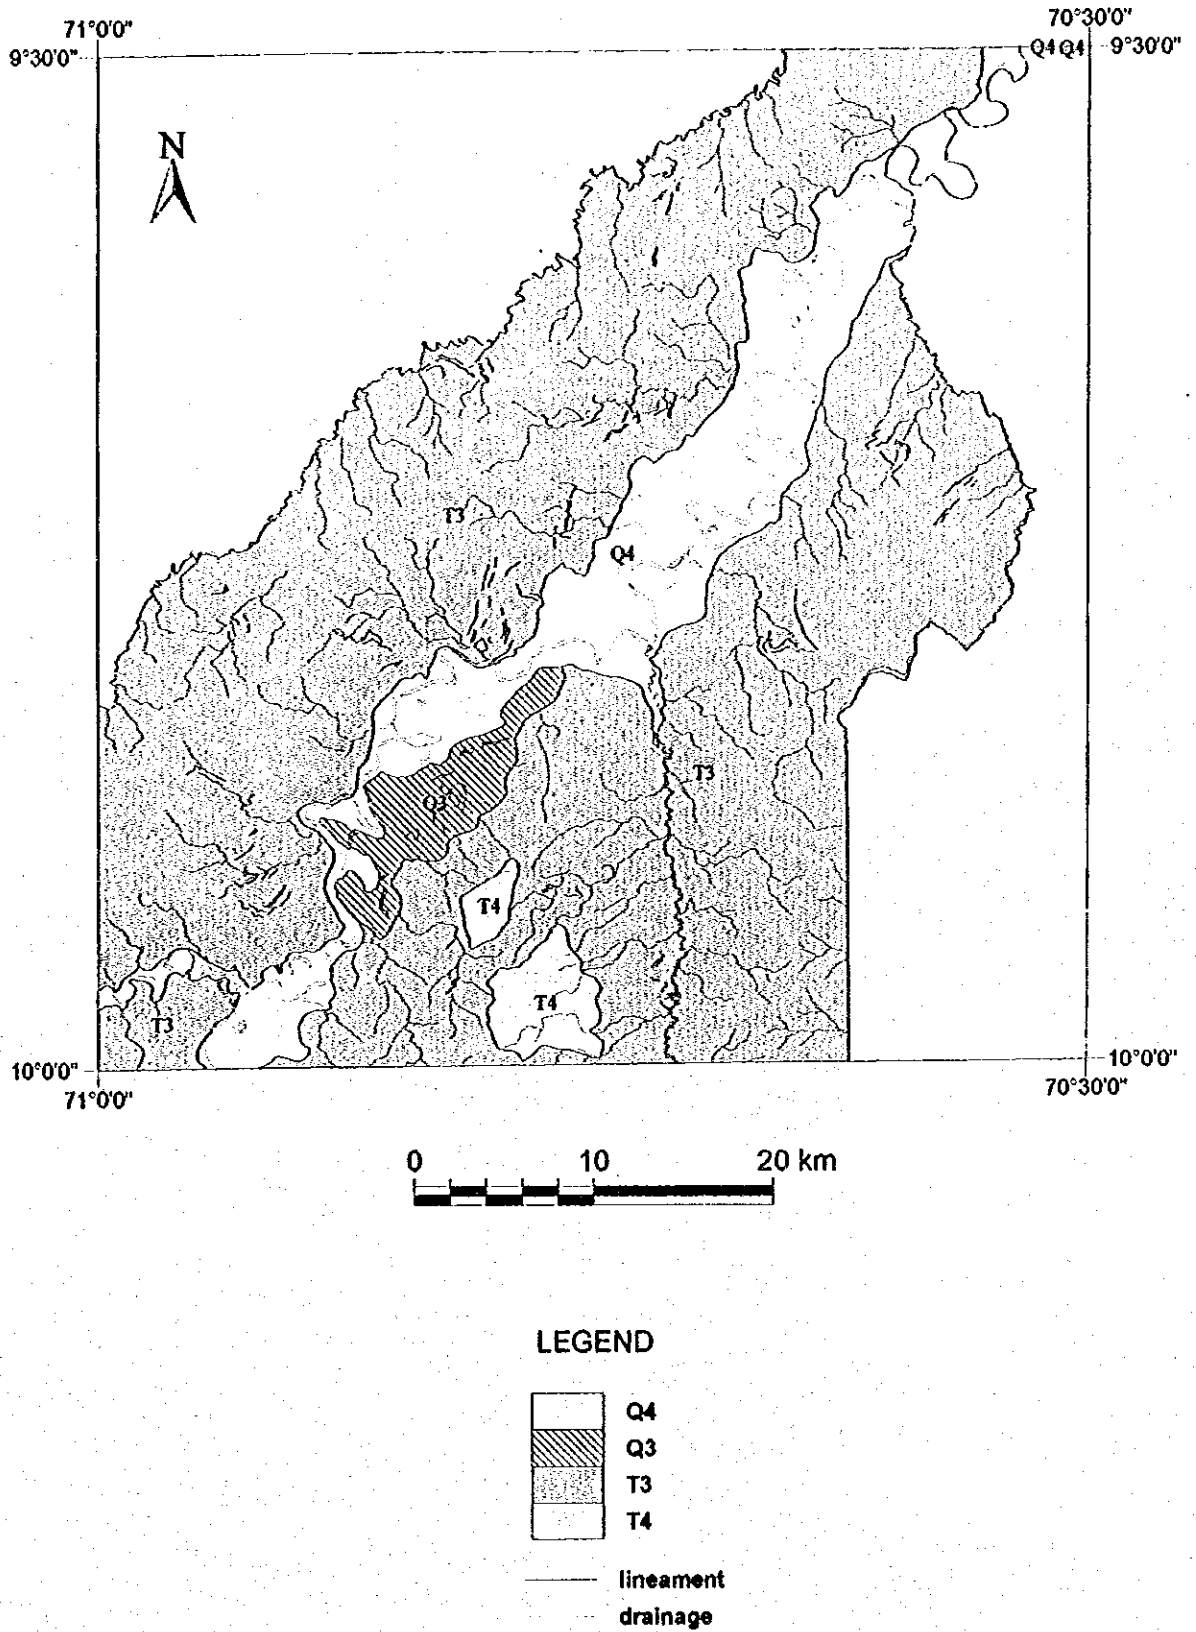 71°0'0"
70°30'0"
9°30'0"
Q4 Q4
9°30'0"
N
T3
Q4
T3
Q3
T4
T4
T3
10°0'0"
10°0'0"
71°0'0"
70°30'0"
0 10 20 km
LEGEND
Q4
Q3
T3
T4
lineament
drainage